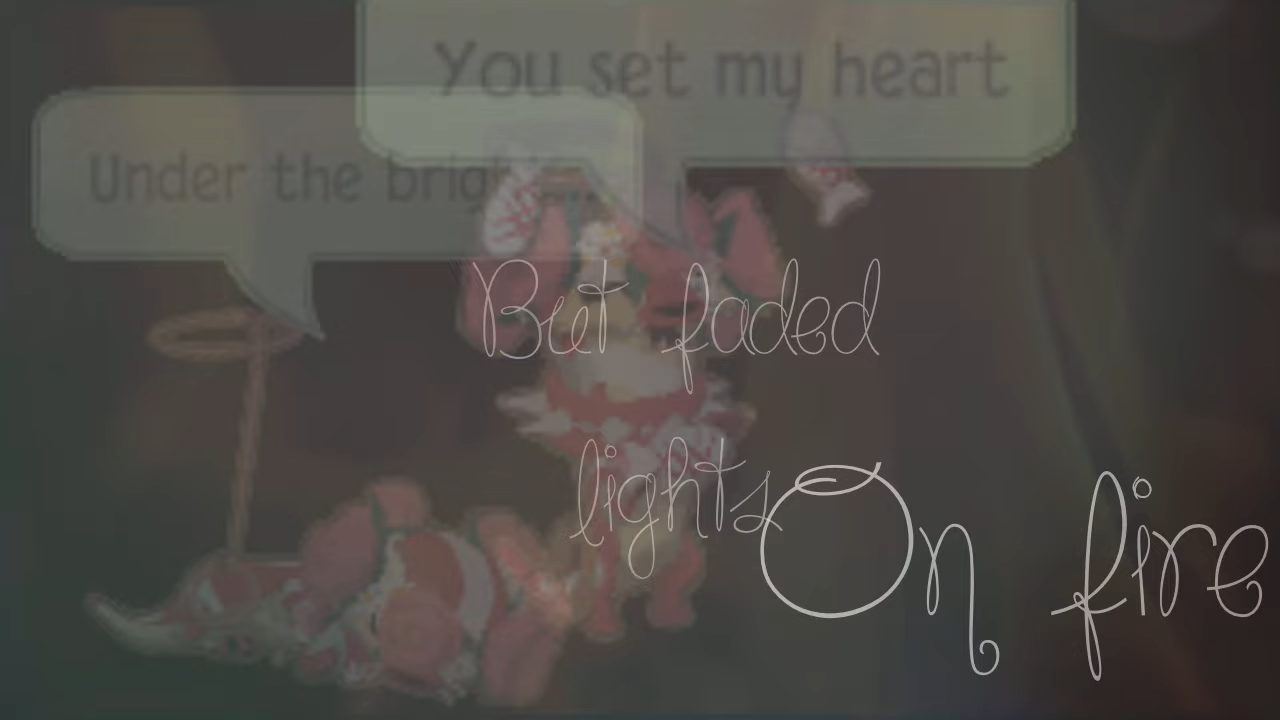 You set my heart
Under the brig
But faded
lights
On fire